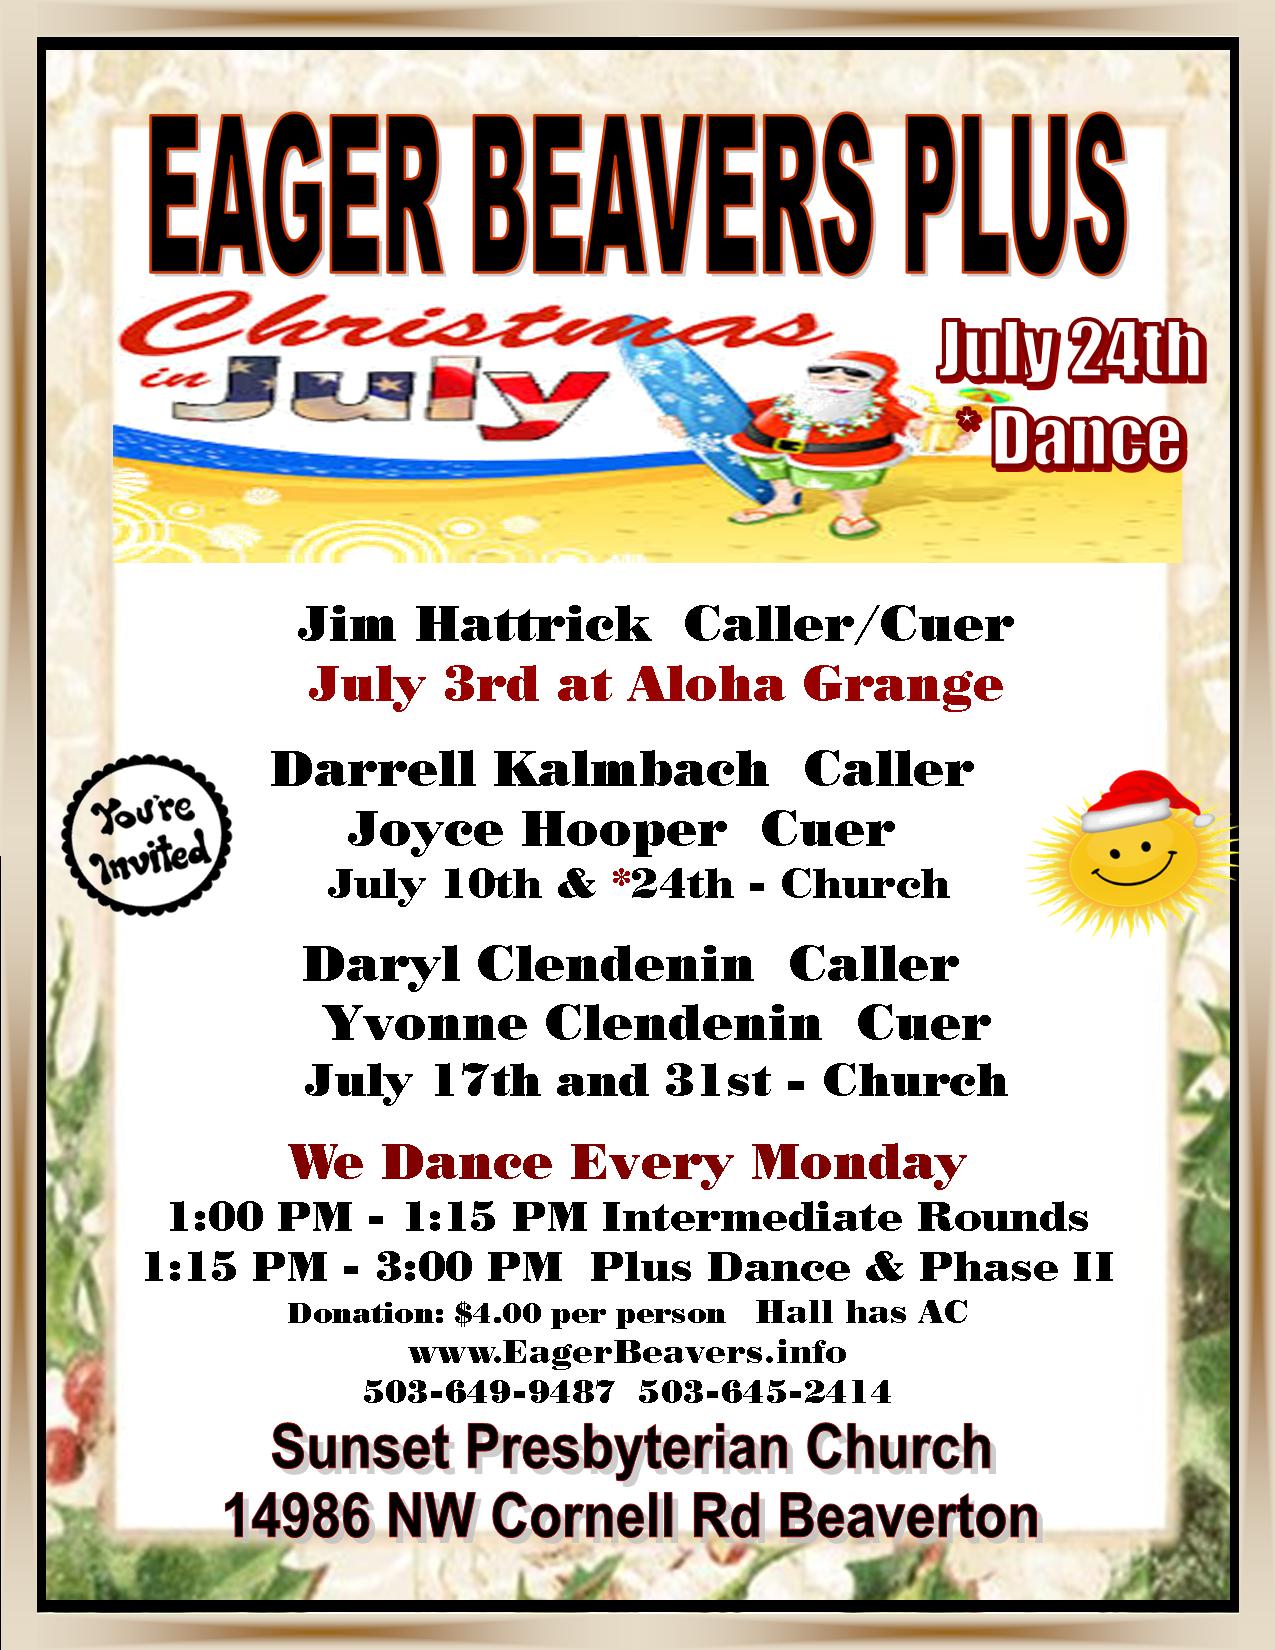 EAGER BEAVERS PLUS
Christmas
in July
July 24th
* Dance
Jim Hattrick Caller/Cuer
July 3rd at Aloha Grange
Darrell Kalmbach Caller
Joyce Hooper Cuer
July 10th & *24th - Church
You're
Invited
Daryl Clendenin Caller
Yvonne Clendenin Cuer
July 17th and 31st - Church
We Dance Every Monday
1:00 PM - 1:15 PM Intermediate Rounds
1:15 PM - 3:00 PM Plus Dance & Phase II
Donation: $4.00 per person Hall has AC
www.EagerBeavers.info
503-649-9487 503-645-2414
Sunset Presbyterian Church
14986 NW Cornell Rd Beaverton